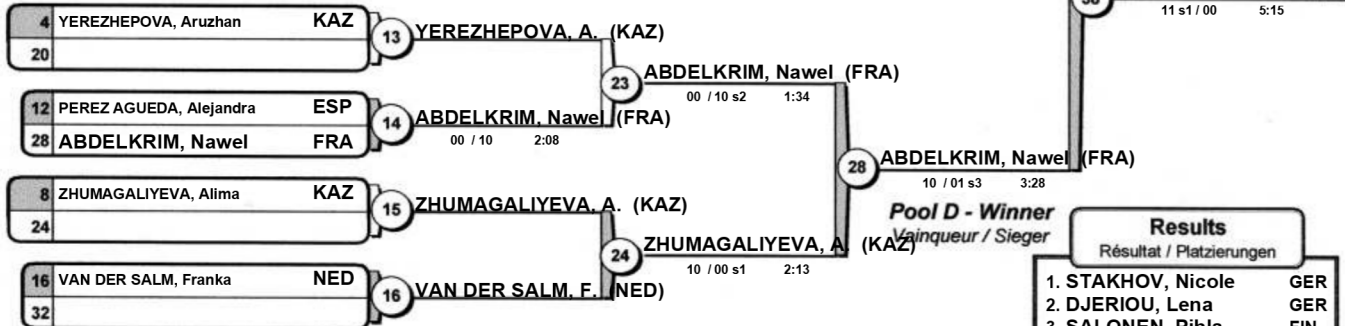 4 YEREZHEPOVA, Aruzhan KAZ
20
13 YEREZHEPOVA, A. (KAZ)
12 PEREZ AGUEDA, Alejandra ESP
28 ABDELKRIM, Nawel FRA
14 ABDELKRIM, Nawel (FRA)
00 / 10 2:08
23 ABDELKRIM, Nawel (FRA)
00 / 10 s2 1:34
8 ZHUMAGALIYEVA, Alima KAZ
24
15 ZHUMAGALIYEVA, A. (KAZ)
16 VAN DER SALM, Franka NED
32
16 VAN DER SALM, F. (NED)
24 ZHUMAGALIYEVA, A. (KAZ)
10 / 00 s1 2:13
28 ABDELKRIM, Nawel (FRA)
10 / 01 s3 3:28
Pool D - Winner
Vainqueur / Sieger
11 s1 / 00 5:15
Results
Résultat / Platzierungen
1. STAKHOV, Nicole GER
2. DJERIOU, Lena GER